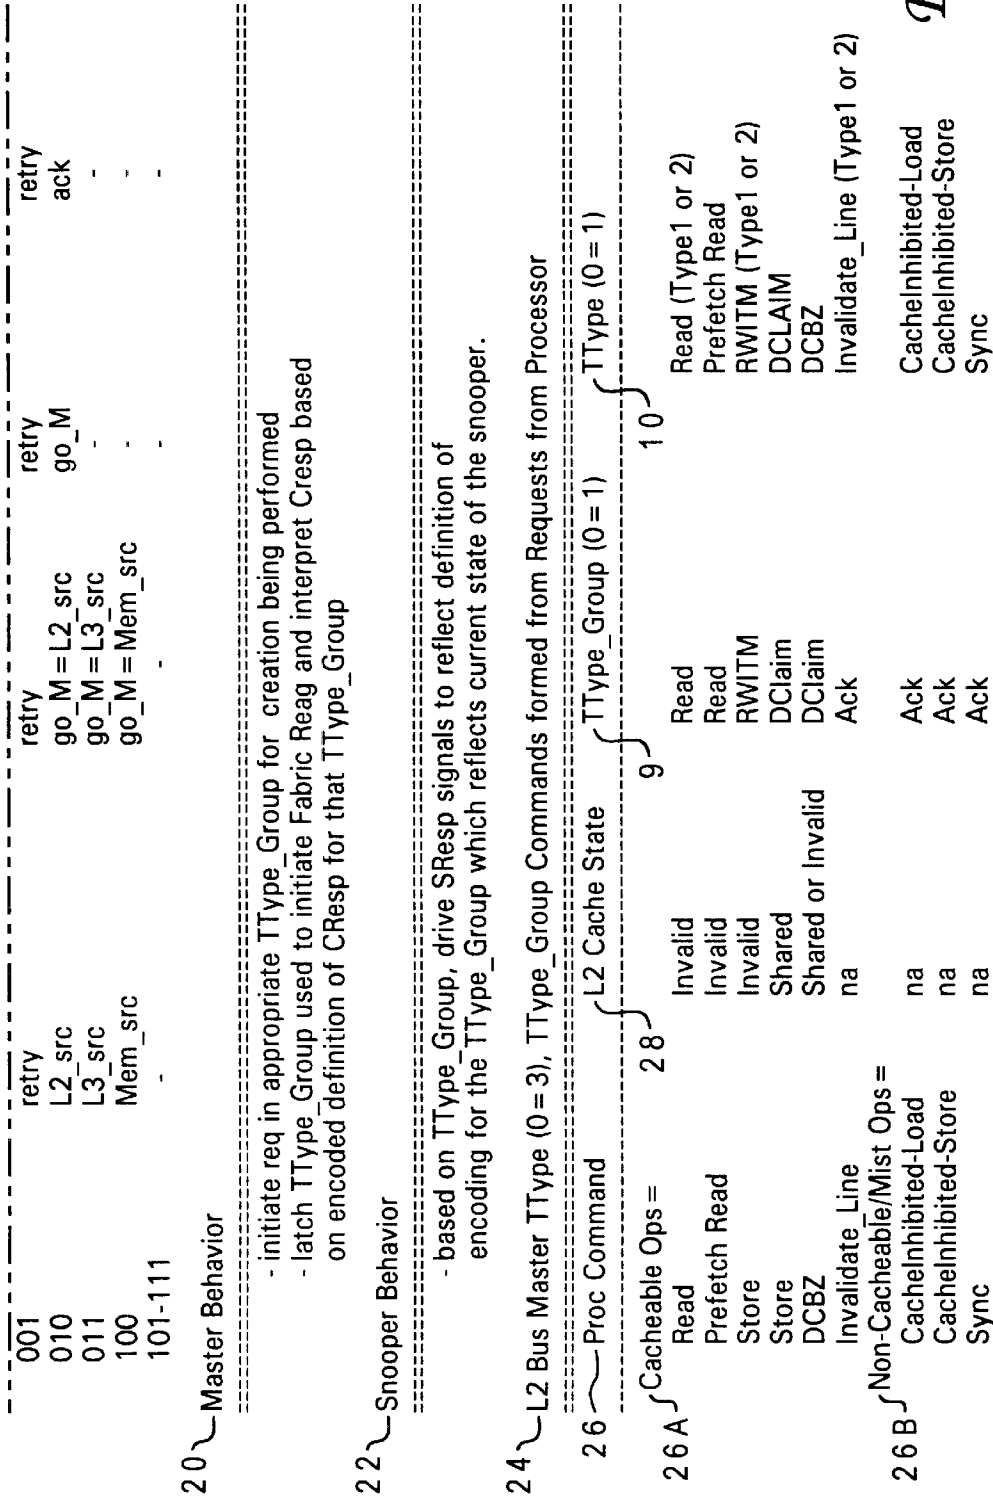 001 retry retry retry retry
010 L2_src go_M = L2_src go_M ack
011 L3_src go_M = L3_src - -
100 Mem_src go_M = Mem_src - -
101-111 - - - -
20 Master Behavior
- initiate req in appropriate TType_Group for creation being performed
- latch TType_Group used to initiate Fabric Reag and interpret Cresp based
on encoded definition of CResp for that TType_Group
22 Snooper Behavior
- based on TType_Group, drive SResp signals to reflect definition of
encoding for the TType_Group which reflects current state of the snooper.
24 L2 Bus Master TType (0 = 3), TType_Group Commands formed from Requests from Processor
26 Proc Command L2 Cache State TType_Group (0 = 1) TType (0 = 1)
28 9 10
26A Cacheable Ops =
Read Invalid Read Read (Type1 or 2)
Prefetch Read Invalid Read Prefetch Read
Store Invalid RWITM RWITM (Type1 or 2)
Store Shared DClaim DCLAIM
DCBZ Shared or Invalid DClaim DCBZ
Invalidate_Line na Ack Invalidate_Line (Type1 or 2)
26B Non-Cacheable/Mist Ops =
CacheInhibited-Load na Ack CacheInhibited-Load
CacheInhibited-Store na Ack CacheInhibited-Store
Sync na Ack Sync